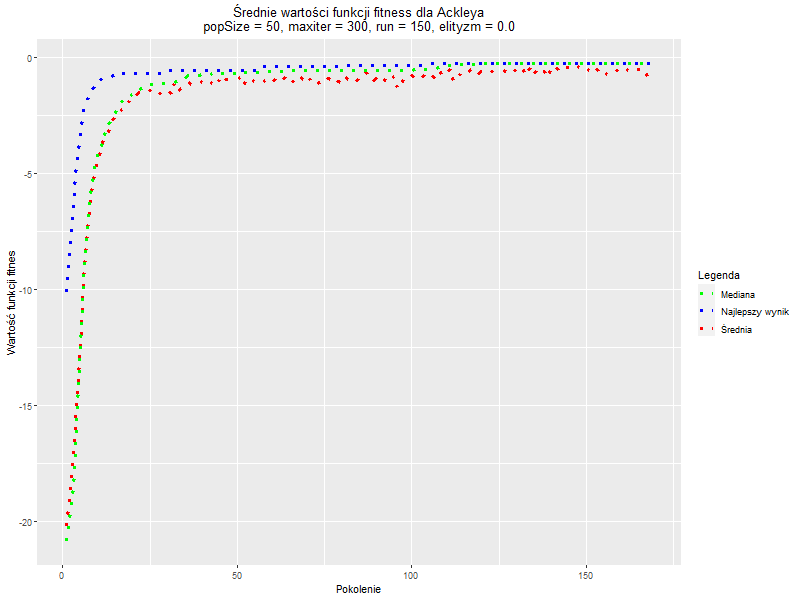 Średnie wartości funkcji fitness dla Ackleya
popSize = 50, maxiter = 300, run = 150, elityzm = 0.0
Wartość funkcji fitnes
0
-5
-10
-15
-20
0
50
100
150
Pokolenie
Legenda
Mediana
Najlepszy wynik
Średnia